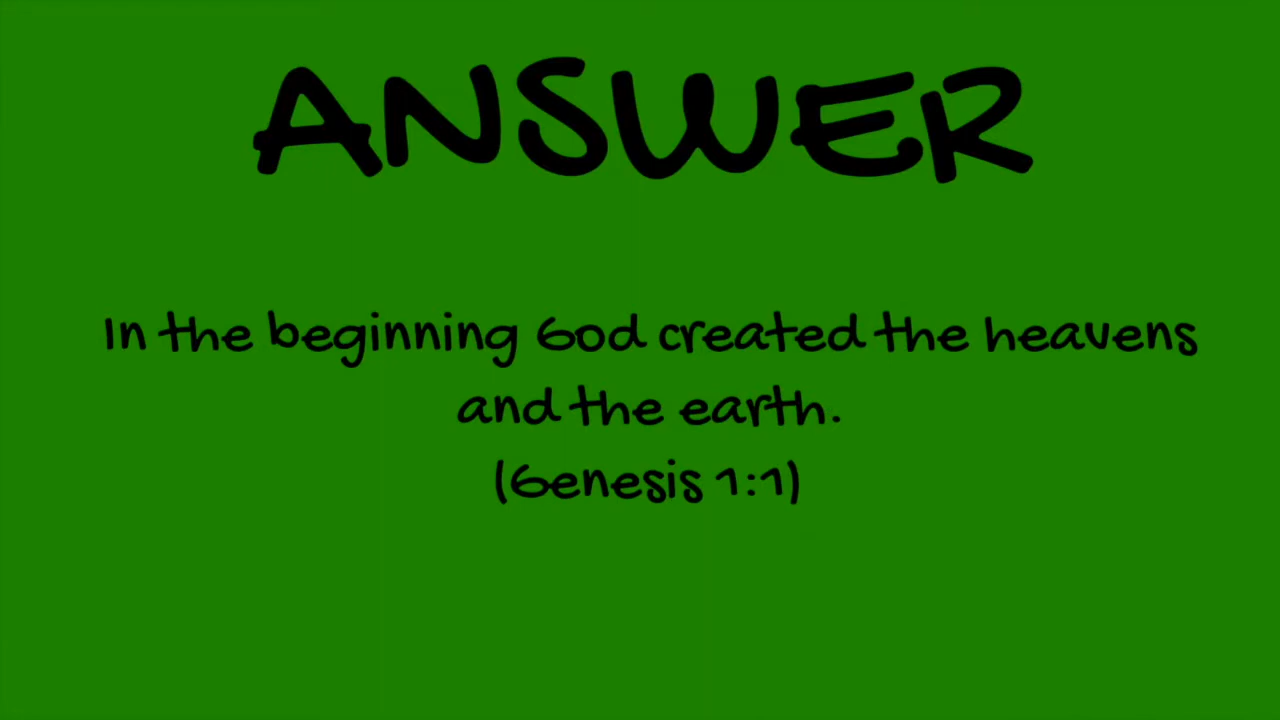 ANSWER
In the beginning God created the heavens
and the earth.
(Genesis 1:1)